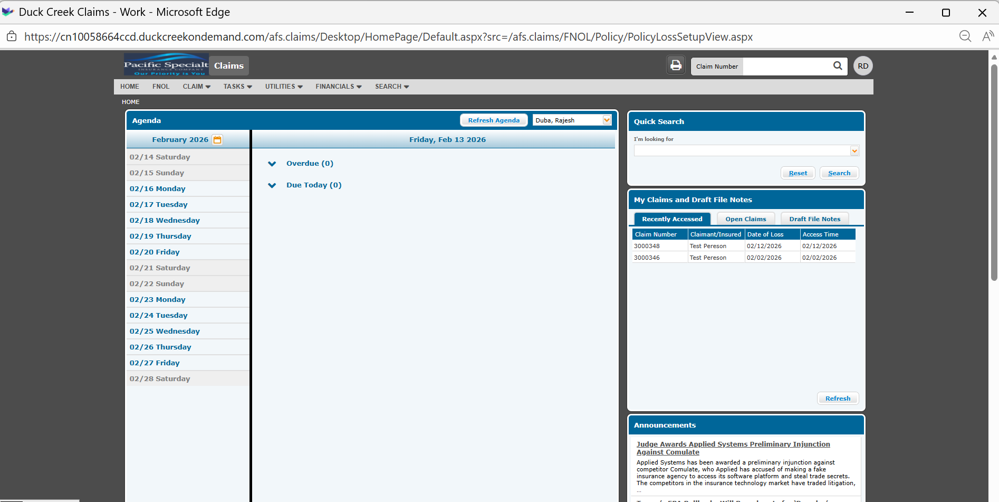 Duck Creek Claims - Work - Microsoft Edge
https://cn10058664ccd.duckcreekondemand.com/afs.claims/Desktop/HomePage/Default.aspx?src=/afs.claims/FNOL/Policy/PolicyLossSetupView.aspx
Pacific Specialt
INSURANCE COMPANY
Our Priority is You
Claims
Claim Number
RD
HOME FNOL CLAIM TASKS UTILITIES FINANCIALS SEARCH
HOME
Agenda
Refresh Agenda
Duba, Rajesh
February 2026
Friday, Feb 13 2026
02/14 Saturday
02/15 Sunday
02/16 Monday
02/17 Tuesday
02/18 Wednesday
02/19 Thursday
02/20 Friday
02/21 Saturday
02/22 Sunday
02/23 Monday
02/24 Tuesday
02/25 Wednesday
02/26 Thursday
02/27 Friday
02/28 Saturday
Overdue (0)
Due Today (0)
Quick Search
I'm looking for
Reset Search
My Claims and Draft File Notes
Recently Accessed Open Claims Draft File Notes
Claim Number Claimant/Insured Date of Loss Access Time
3000348 Test Pereson 02/12/2026 02/12/2026
3000346 Test Pereson 02/02/2026 02/02/2026
Refresh
Announcements
Judge Awards Applied Systems Preliminary Injunction
Against Comulate
Applied Systems has been awarded a preliminary injunction against
competitor Comulate, who Applied has accused of making a fake
insurance agency to access its software platform and steal trade secrets.
The competitors in the insurance technology market have traded litigation,
...